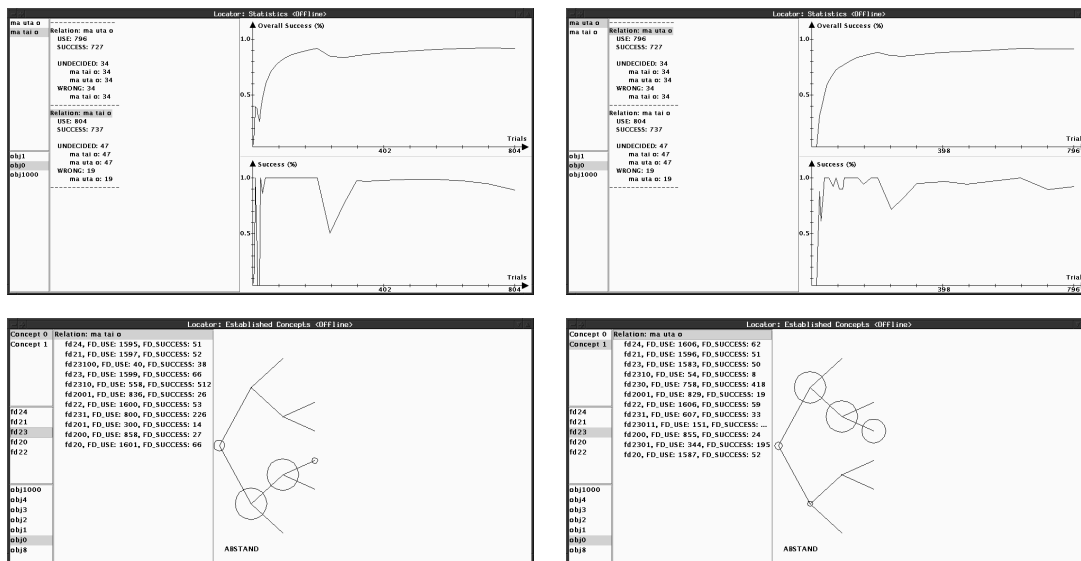 Locator: Statistics <Offline>
ma uta o
ma tai o
obj1
obj0
obj1000
--------------------
Relation: ma uta o
USE: 796
SUCCESS: 727
UNDECIDED: 34
ma tai o: 34
ma uta o: 34
WRONG: 34
ma tai o: 34
--------------------
Relation: ma tai o
USE: 804
SUCCESS: 737
UNDECIDED: 47
ma tai o: 47
ma uta o: 47
WRONG: 19
ma uta o: 19
--------------------
Overall Success (%)
1.0
0.5
Trials
402
804
Success (%)
1.0
0.5
Trials
402
804
Locator: Statistics <Offline>
ma uta o
ma tai o
obj1
obj0
obj1000
--------------------
Relation: ma uta o
USE: 796
SUCCESS: 727
UNDECIDED: 34
ma tai o: 34
ma uta o: 34
WRONG: 34
ma tai o: 34
--------------------
Relation: ma tai o
USE: 804
SUCCESS: 737
UNDECIDED: 47
ma tai o: 47
ma uta o: 47
WRONG: 19
ma uta o: 19
--------------------
Overall Success (%)
1.0
0.5
Trials
398
796
Success (%)
1.0
0.5
Trials
398
796
Locator: Established Concepts <Offline>
Concept 0
Concept 1
fd24
fd21
fd23
fd20
fd22
obj1000
obj4
obj3
obj2
obj1
obj0
obj8
Relation: ma tai o
fd24, FD_USE: 1595, FD_SUCCESS: 51
fd21, FD_USE: 1597, FD_SUCCESS: 52
fd23100, FD_USE: 40, FD_SUCCESS: 38
fd23, FD_USE: 1599, FD_SUCCESS: 66
fd2310, FD_USE: 558, FD_SUCCESS: 512
fd2001, FD_USE: 836, FD_SUCCESS: 26
fd22, FD_USE: 1600, FD_SUCCESS: 53
fd231, FD_USE: 800, FD_SUCCESS: 226
fd201, FD_USE: 300, FD_SUCCESS: 14
fd200, FD_USE: 858, FD_SUCCESS: 27
fd20, FD_USE: 1601, FD_SUCCESS: 66
ABSTAND
Locator: Established Concepts <Offline>
Concept 0
Concept 1
fd24
fd21
fd23
fd20
fd22
obj1000
obj4
obj3
obj2
obj1
obj0
obj8
Relation: ma uta o
fd24, FD_USE: 1606, FD_SUCCESS: 62
fd21, FD_USE: 1596, FD_SUCCESS: 51
fd23, FD_USE: 1583, FD_SUCCESS: 50
fd2310, FD_USE: 54, FD_SUCCESS: 8
fd230, FD_USE: 758, FD_SUCCESS: 418
fd2001, FD_USE: 829, FD_SUCCESS: 19
fd22, FD_USE: 1606, FD_SUCCESS: 59
fd231, FD_USE: 607, FD_SUCCESS: 33
fd23011, FD_USE: 151, FD_SUCCESS: ...
fd200, FD_USE: 855, FD_SUCCESS: 24
fd2301, FD_USE: 344, FD_SUCCESS: 195
fd20, FD_USE: 1587, FD_SUCCESS: 52
ABSTAND